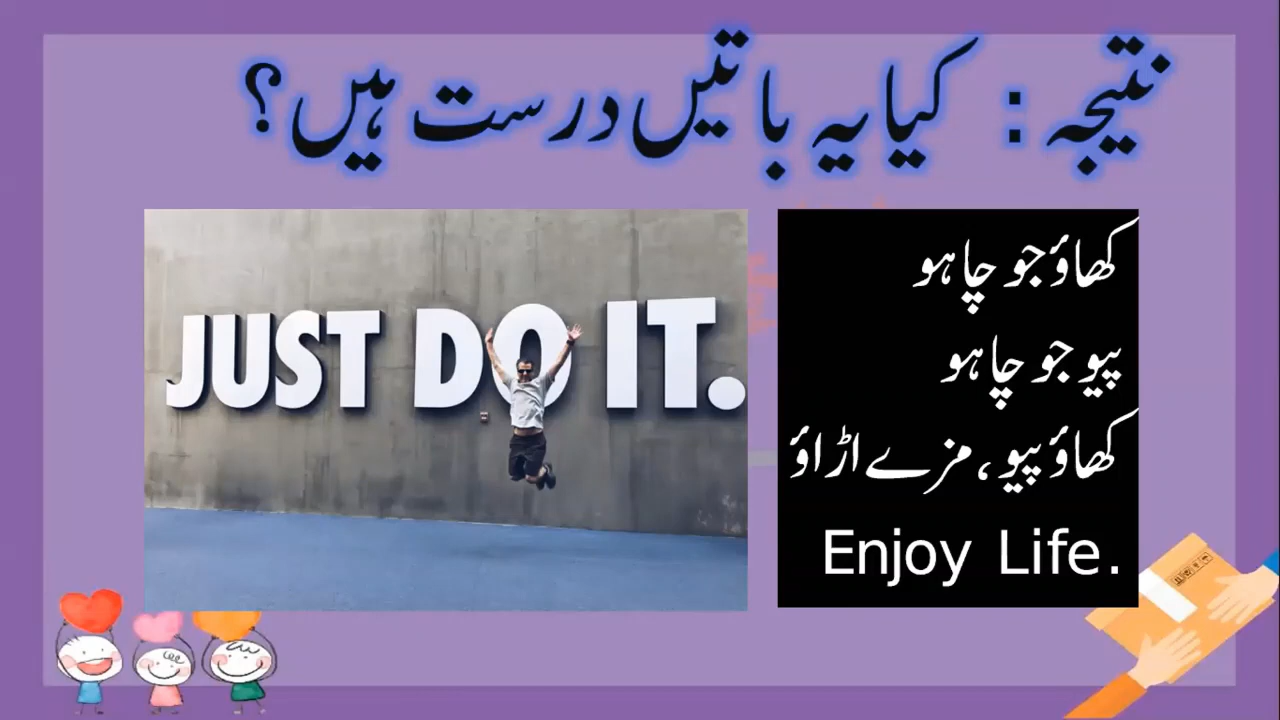 نتیجہ : کیا یہ باتیں درست ہیں؟
JUST DO IT.
کھاؤ جو چاہو
پیو جو چاہو
کھاؤ پیو، مزے اڑاؤ
Enjoy Life.